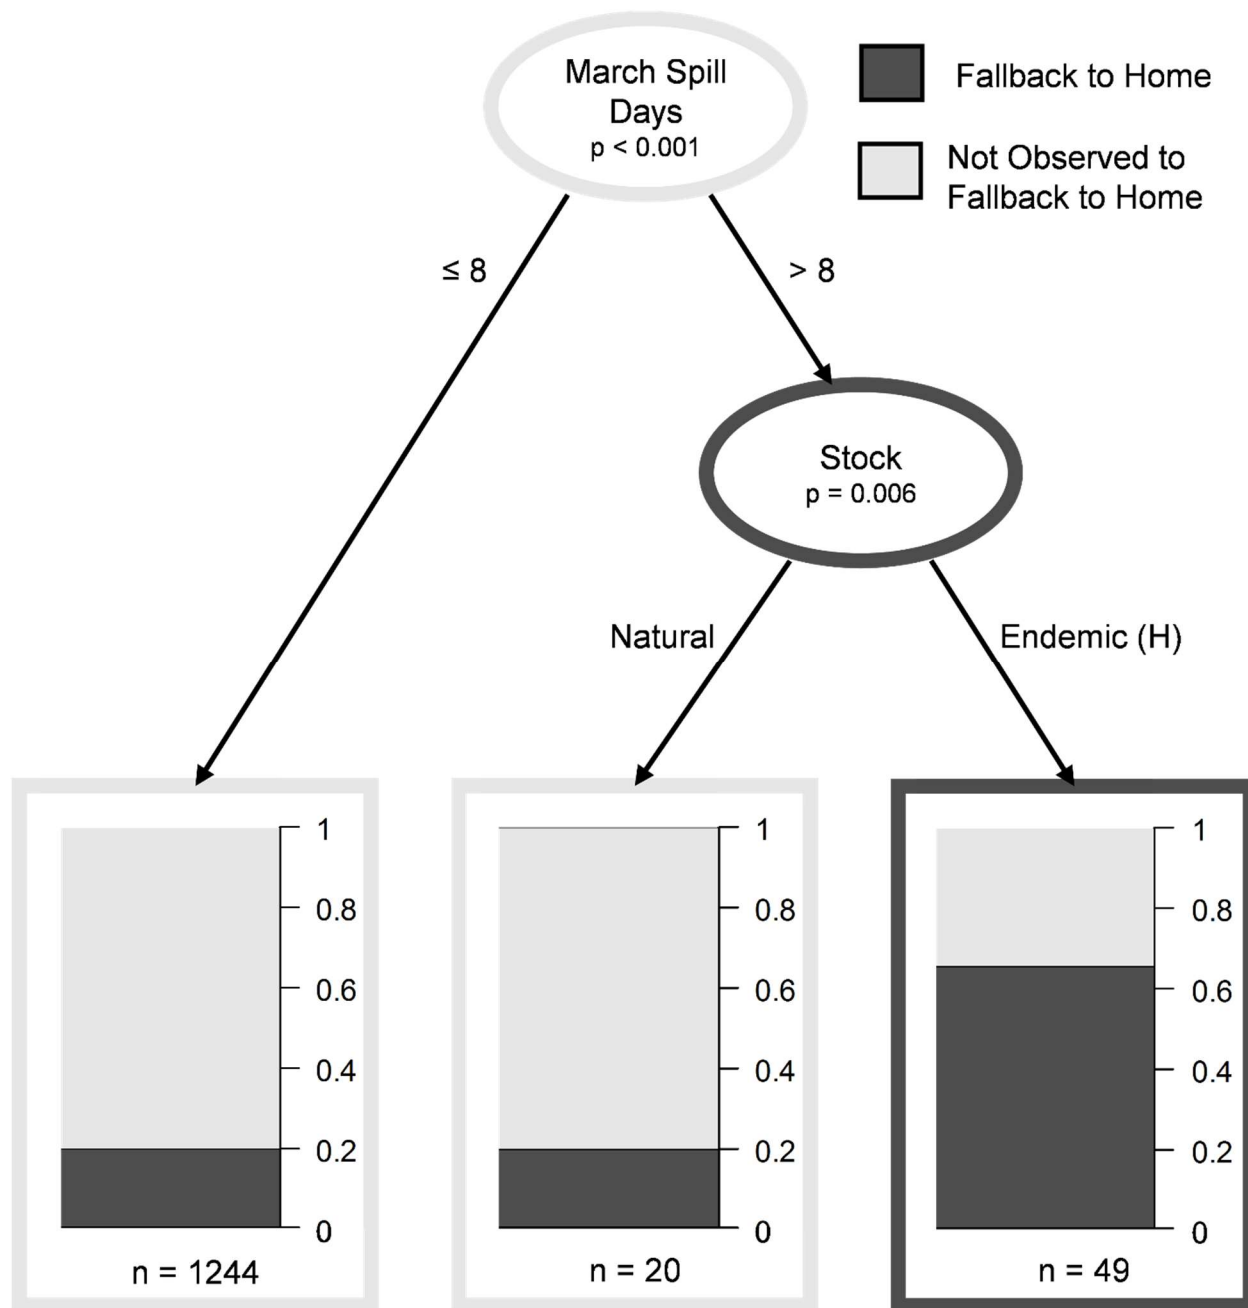 March Spill
Days
p < 0.001
Fallback to Home
Not Observed to
Fallback to Home
≤ 8
> 8
Stock
p = 0.006
Natural
Endemic (H)
1
0.8
0.6
0.4
0.2
0
n = 1244
1
0.8
0.6
0.4
0.2
0
n = 20
1
0.8
0.6
0.4
0.2
0
n = 49